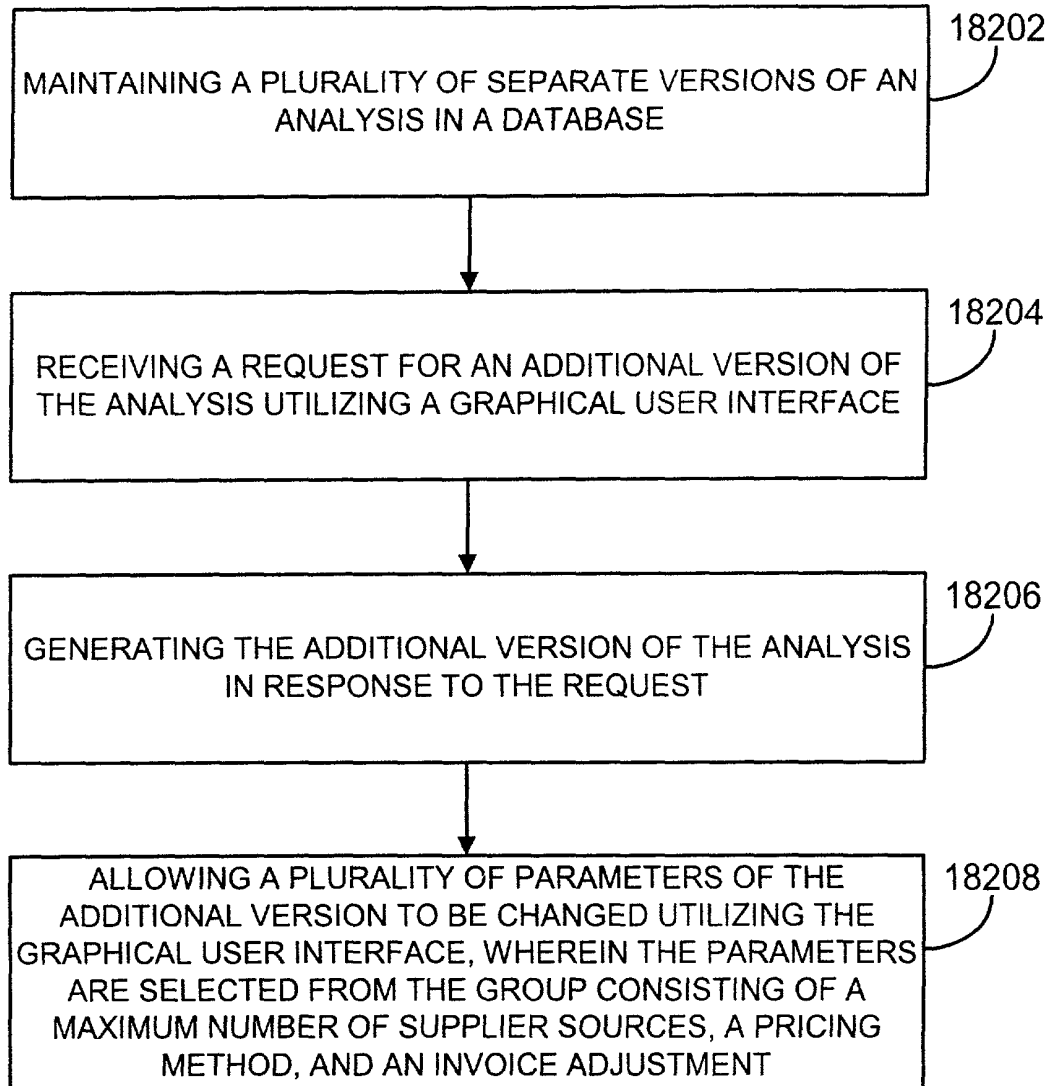 18202
MAINTAINING A PLURALITY OF SEPARATE VERSIONS OF AN
ANALYSIS IN A DATABASE
18204
RECEIVING A REQUEST FOR AN ADDITIONAL VERSION OF
THE ANALYSIS UTILIZING A GRAPHICAL USER INTERFACE
18206
GENERATING THE ADDITIONAL VERSION OF THE ANALYSIS
IN RESPONSE TO THE REQUEST
18208
ALLOWING A PLURALITY OF PARAMETERS OF THE
ADDITIONAL VERSION TO BE CHANGED UTILIZING THE
GRAPHICAL USER INTERFACE, WHEREIN THE PARAMETERS
ARE SELECTED FROM THE GROUP CONSISTING OF A
MAXIMUM NUMBER OF SUPPLIER SOURCES, A PRICING
METHOD, AND AN INVOICE ADJUSTMENT